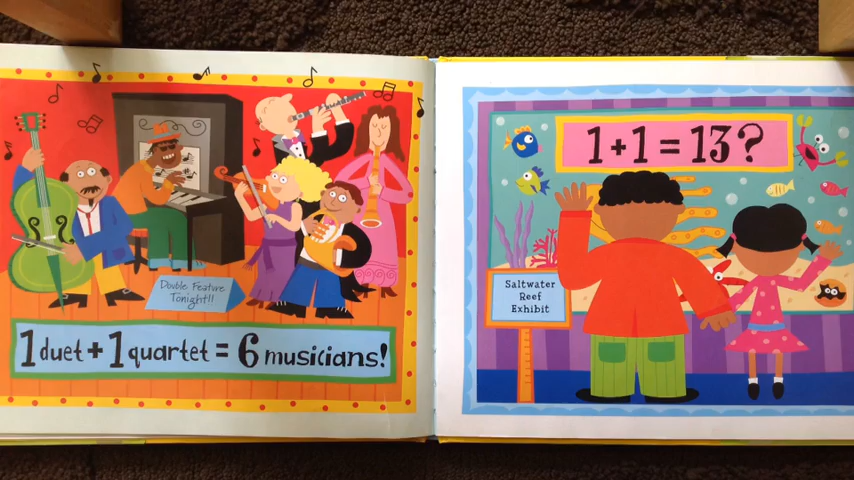 Double Feature
Tonight!!
1 duet + 1 quartet = 6 musicians!
1+1=13?
Saltwater
Reef
Exhibit